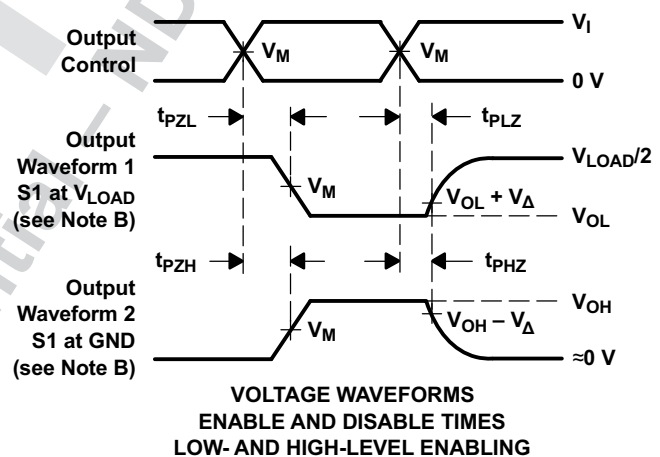 Output
Control
V_M
V_M
V_I
0 V
t_PZL
t_PLZ
Output
Waveform 1
S1 at V_LOAD
(see Note B)
V_M
V_LOAD/2
V_OL + V_Δ
V_OL
t_PZH
t_PHZ
Output
Waveform 2
S1 at GND
(see Note B)
V_M
V_OH
V_OH – V_Δ
≈0 V
VOLTAGE WAVEFORMS
ENABLE AND DISABLE TIMES
LOW- AND HIGH-LEVEL ENABLING